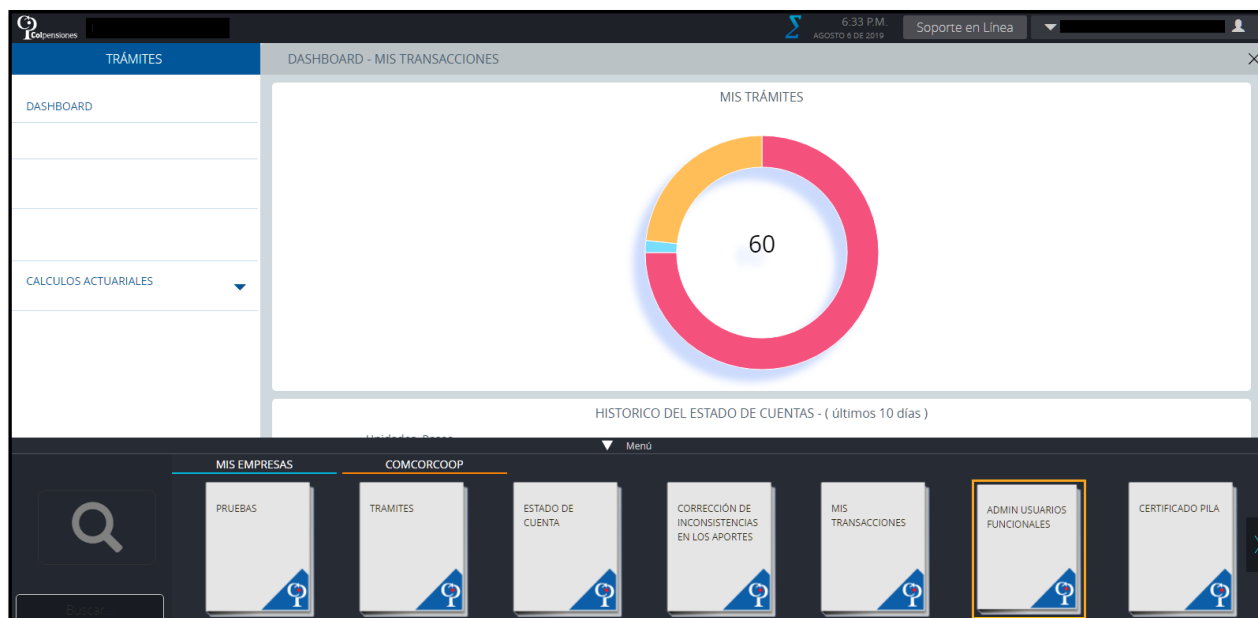 Colpensiones
6:33 P.M.
AGOSTO 6 DE 2019
Soporte en Línea
TRÁMITES
DASHBOARD - MIS TRANSACCIONES
DASHBOARD
CALCULOS ACTUARIALES
MIS TRÁMITES
60
HISTORICO DEL ESTADO DE CUENTAS - ( últimos 10 días )
Menú
MIS EMPRESAS
COMCORCOOP
PRUEBAS
TRAMITES
ESTADO DE
CUENTA
CORRECCIÓN DE
INCONSISTENCIAS
EN LOS APORTES
MIS
TRANSACCIONES
ADMIN USUARIOS
FUNCIONALES
CERTIFICADO PILA
Buscar